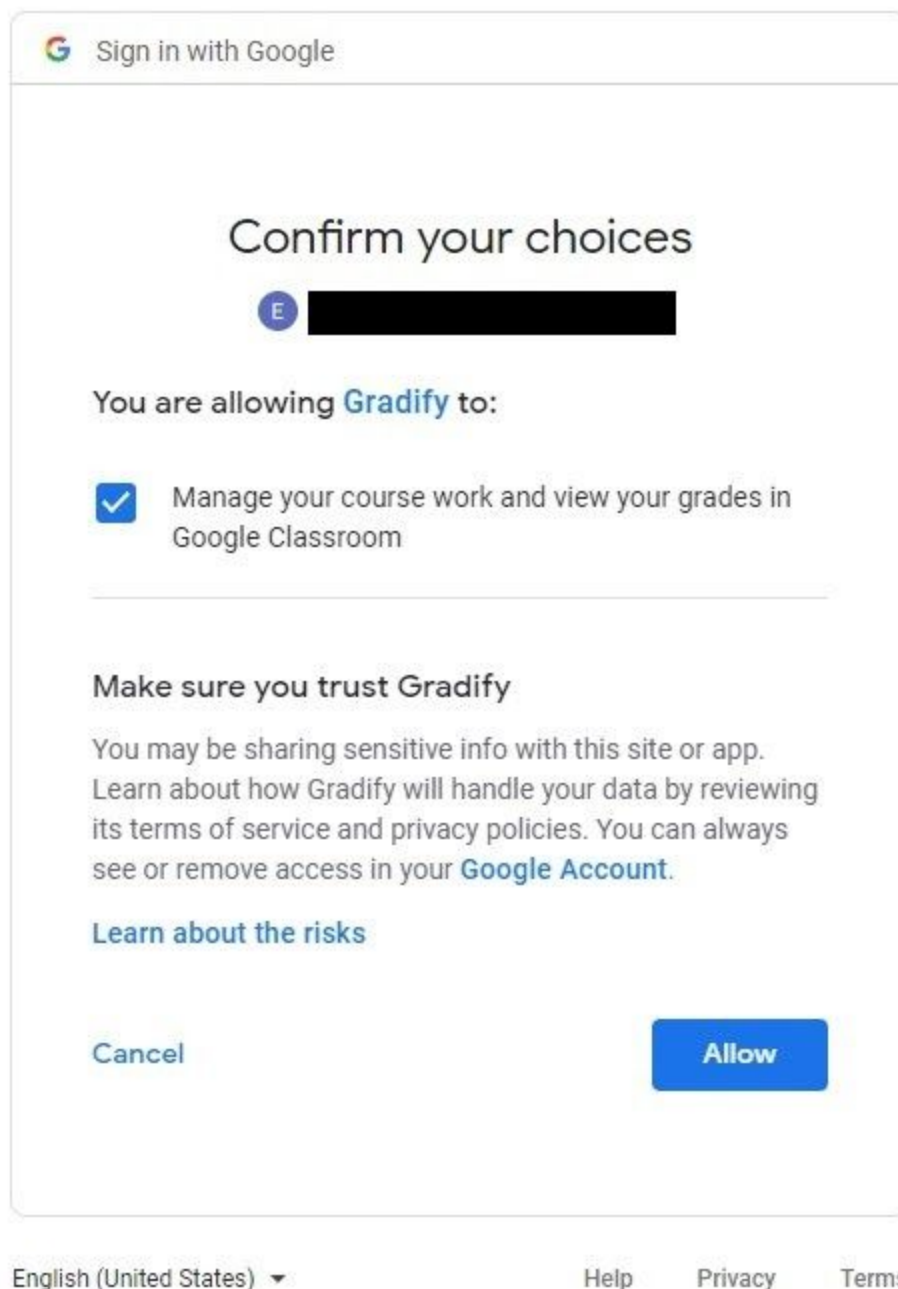 Sign in with Google
Confirm your choices
E
You are allowing Gradify to:
Manage your course work and view your grades in
Google Classroom
Make sure you trust Gradify
You may be sharing sensitive info with this site or app.
Learn about how Gradify will handle your data by reviewing
its terms of service and privacy policies. You can always
see or remove access in your Google Account.
Learn about the risks
Cancel Allow
English (United States) Help Privacy Terms